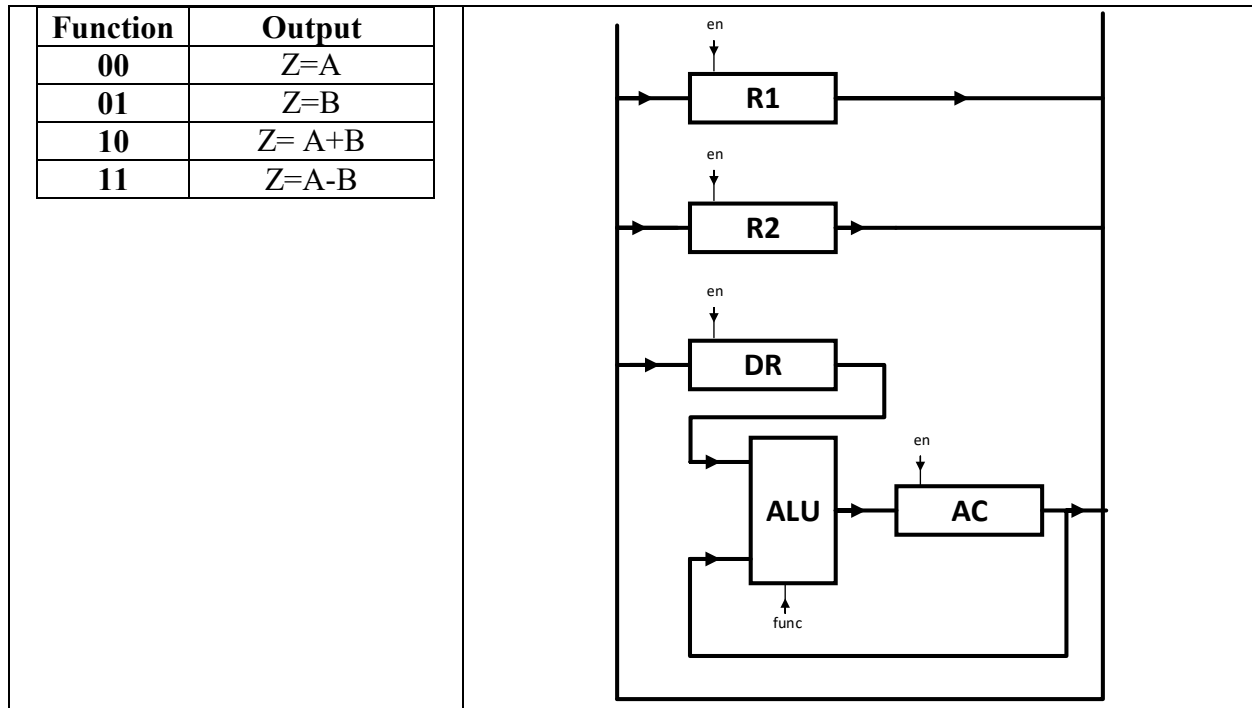 Function Output
00 Z=A
01 Z=B
10 Z= A+B
11 Z=A-B
en
R1
en
R2
en
DR
en
ALU
AC
func